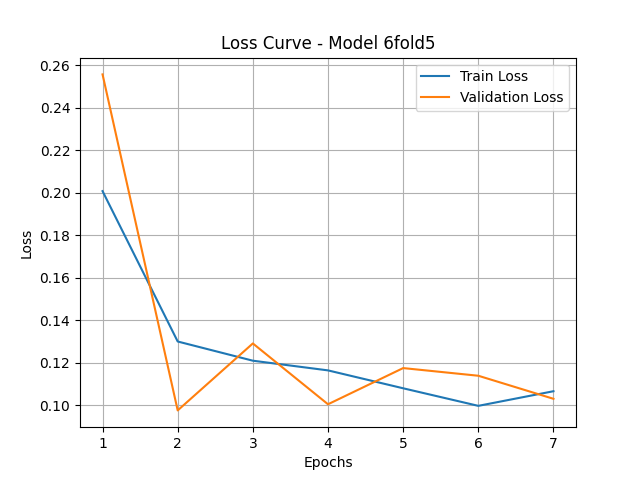 Loss Curve - Model 6fold5
Train Loss
Validation Loss
Loss
0.26
0.24
0.22
0.20
0.18
0.16
0.14
0.12
0.10
1 2 3 4 5 6 7
Epochs